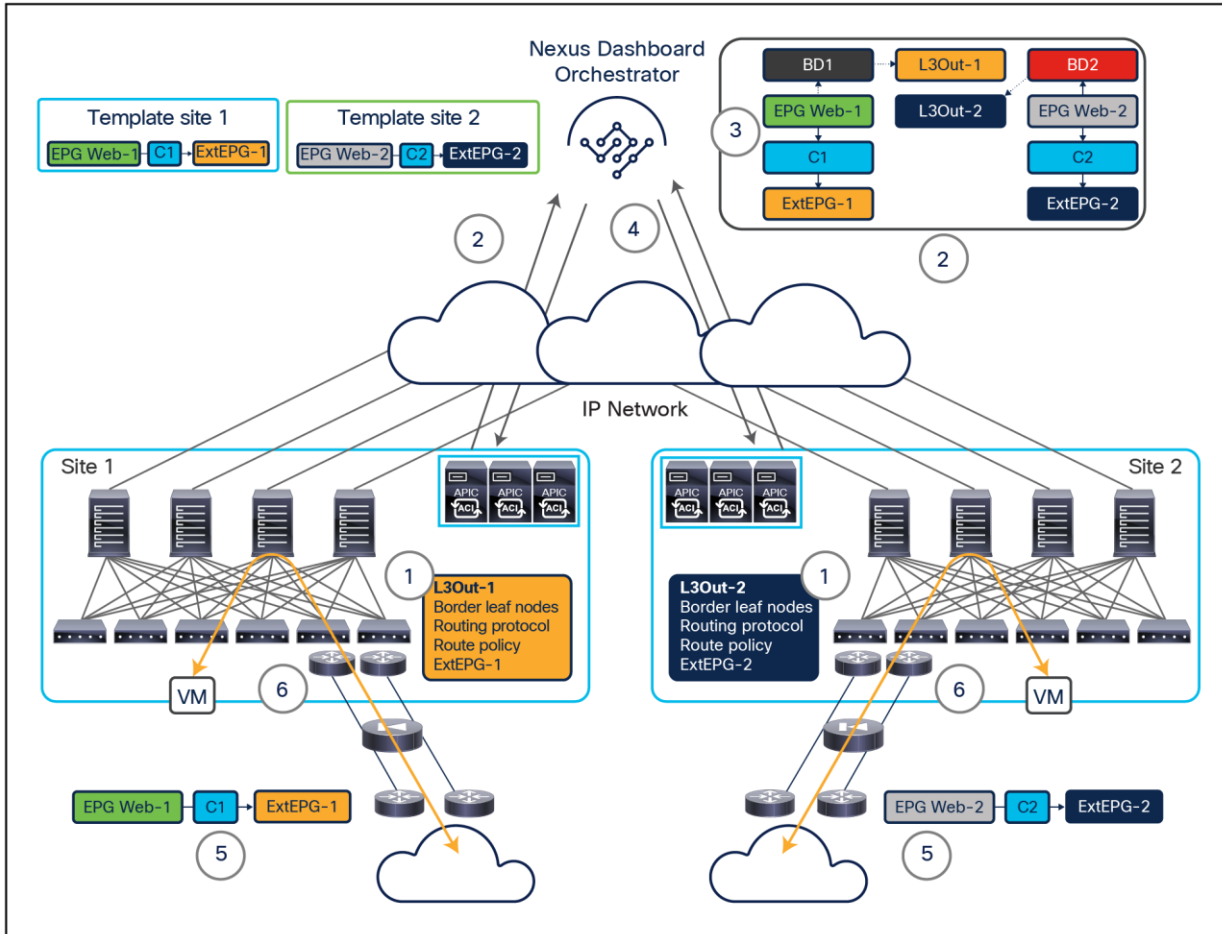 Nexus Dashboard
Orchestrator
Template site 1
EPG Web-1
C1
ExtEPG-1
Template site 2
EPG Web-2
C2
ExtEPG-2
BD1
L3Out-1
BD2
3
EPG Web-1
L3Out-2
EPG Web-2
C1
C2
ExtEPG-1
ExtEPG-2
2
4
2
IP Network
Site 1
APIC
ACI
APIC
ACI
APIC
ACI
1
L3Out-1
Border leaf nodes
Routing protocol
Route policy
ExtEPG-1
VM
6
EPG Web-1
C1
ExtEPG-1
5
Site 2
APIC
ACI
APIC
ACI
APIC
ACI
1
L3Out-2
Border leaf nodes
Routing protocol
Route policy
ExtEPG-2
6
VM
EPG Web-2
C2
ExtEPG-2
5